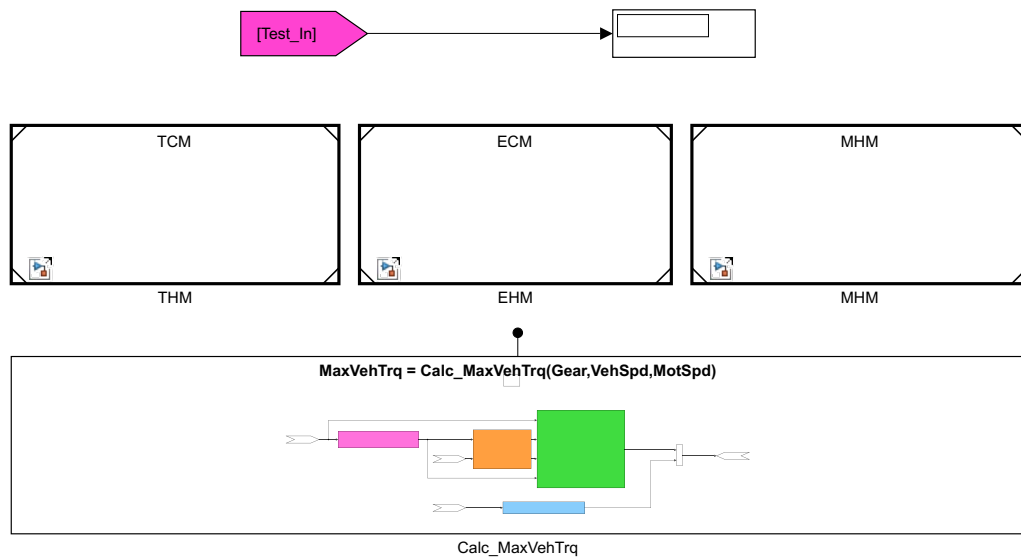 [Test_In]
TCM
ECM
MHM
THM
EHM
MHM
MaxVehTrq = Calc_MaxVehTrq(Gear,VehSpd,MotSpd)
Calc_MaxVehTrq